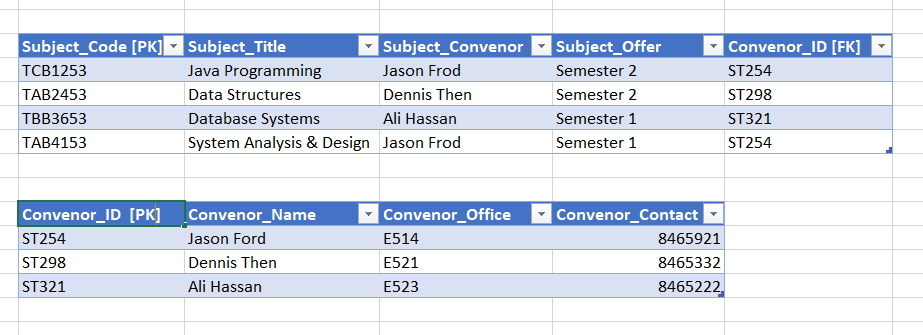 Subject_Code [PK] Subject_Title Subject_Convenor Subject_Offer Convenor_ID [FK]
TCB1253 Java Programming Jason Frod Semester 2 ST254
TAB2453 Data Structures Dennis Then Semester 2 ST298
TBB3653 Database Systems Ali Hassan Semester 1 ST321
TAB4153 System Analysis & Design Jason Frod Semester 1 ST254
Convenor_ID [PK] Convenor_Name Convenor_Office Convenor_Contact
ST254 Jason Ford E514 8465921
ST298 Dennis Then E521 8465332
ST321 Ali Hassan E523 8465222